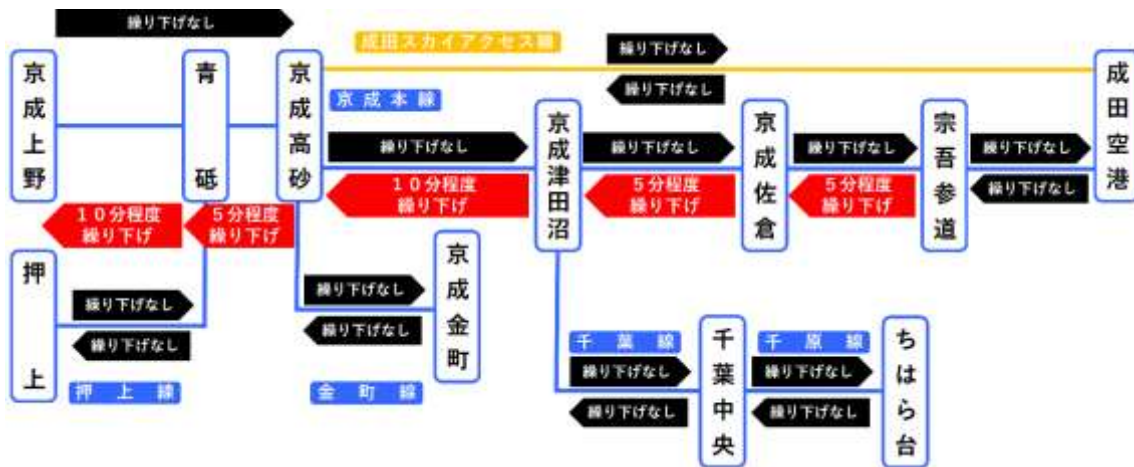 繰り下げなし
成田スカイアクセス線
繰り下げなし
繰り下げなし
京成上野
青砥
京成高砂
成田空港
京成本線
京成津田沼
京成佐倉
宗吾参道
繰り下げなし
繰り下げなし
繰り下げなし
繰り下げなし
10分程度
繰り下げ
5分程度
繰り下げ
5分程度
繰り下げ
繰り下げなし
10分程度
繰り下げ
5分程度
繰り下げ
押上
京成金町
繰り下げなし
繰り下げなし
繰り下げなし
繰り下げなし
押上線
金町線
千葉線
千葉中央
千原線
ちはら台
繰り下げなし
繰り下げなし
繰り下げなし
繰り下げなし